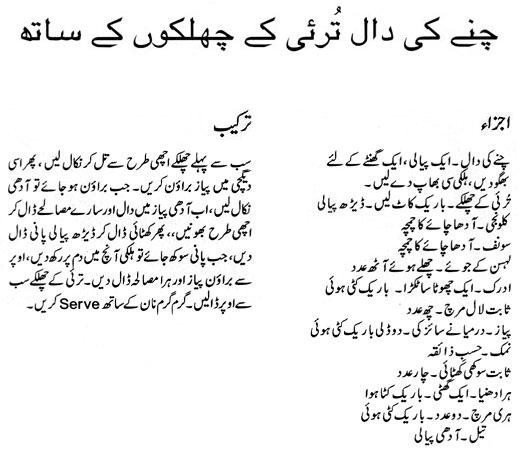 چنے کی دال تُرئی کے چھلکوں کے ساتھ
اجزاء
چنے کی دال۔ ایک پیالی، ایک گھنٹے کے لئے
بھگودیں، ہلکی سی بھاپ دے لیں۔
تُرئی کے چھلکے۔ باریک کاٹ لیں۔ ڈیڑھ پیالی
کلونجی۔ آدھا چائے کا چمچہ
سونف۔ آدھا چائے کا چمچہ
لہسن کے جوئے۔ چھلے ہوئے آٹھ عدد
ادرک۔ ایک چھوٹا سا ٹکڑا۔ باریک کٹی ہوئی
ثابت لال مرچ۔ چھ عدد
پیاز۔ درمیانے سائز کی۔ دو ڈلی باریک کٹی ہوئی
نمک۔ حسب ذائقہ
ثابت سوکھی کھٹائی۔ چار عدد
ہرا دھنیا۔ ایک گٹھی۔ باریک کٹا ہوا
ہری مرچ۔ دو عدد۔ باریک کٹی ہوئی
تیل۔ آدھی پیالی
ترکیب
سب سے پہلے چھلکے اچھی طرح سے تل کر نکال لیں، پھر اسی
دیگچی میں پیاز براؤن کریں۔ جب براؤن ہو جائے تو آدھی
نکال لیں، اب آدھی پیاز میں دال اور سارے مصالحے ڈال کر
اچھی طرح بھونیں،، پھر کھٹائی ڈال کر ڈیڑھ پیالی پانی ڈال
دیں، جب پانی سوکھ جائے تو ہلکی آنچ میں دم پر رکھ دیں، اوپر
سے براؤن پیاز اور ہرا مصالحہ ڈال دیں۔ ترئی کے چھلکے سب
سے اوپر ڈالیں۔ گرم گرم نان کے ساتھ Serve کریں۔